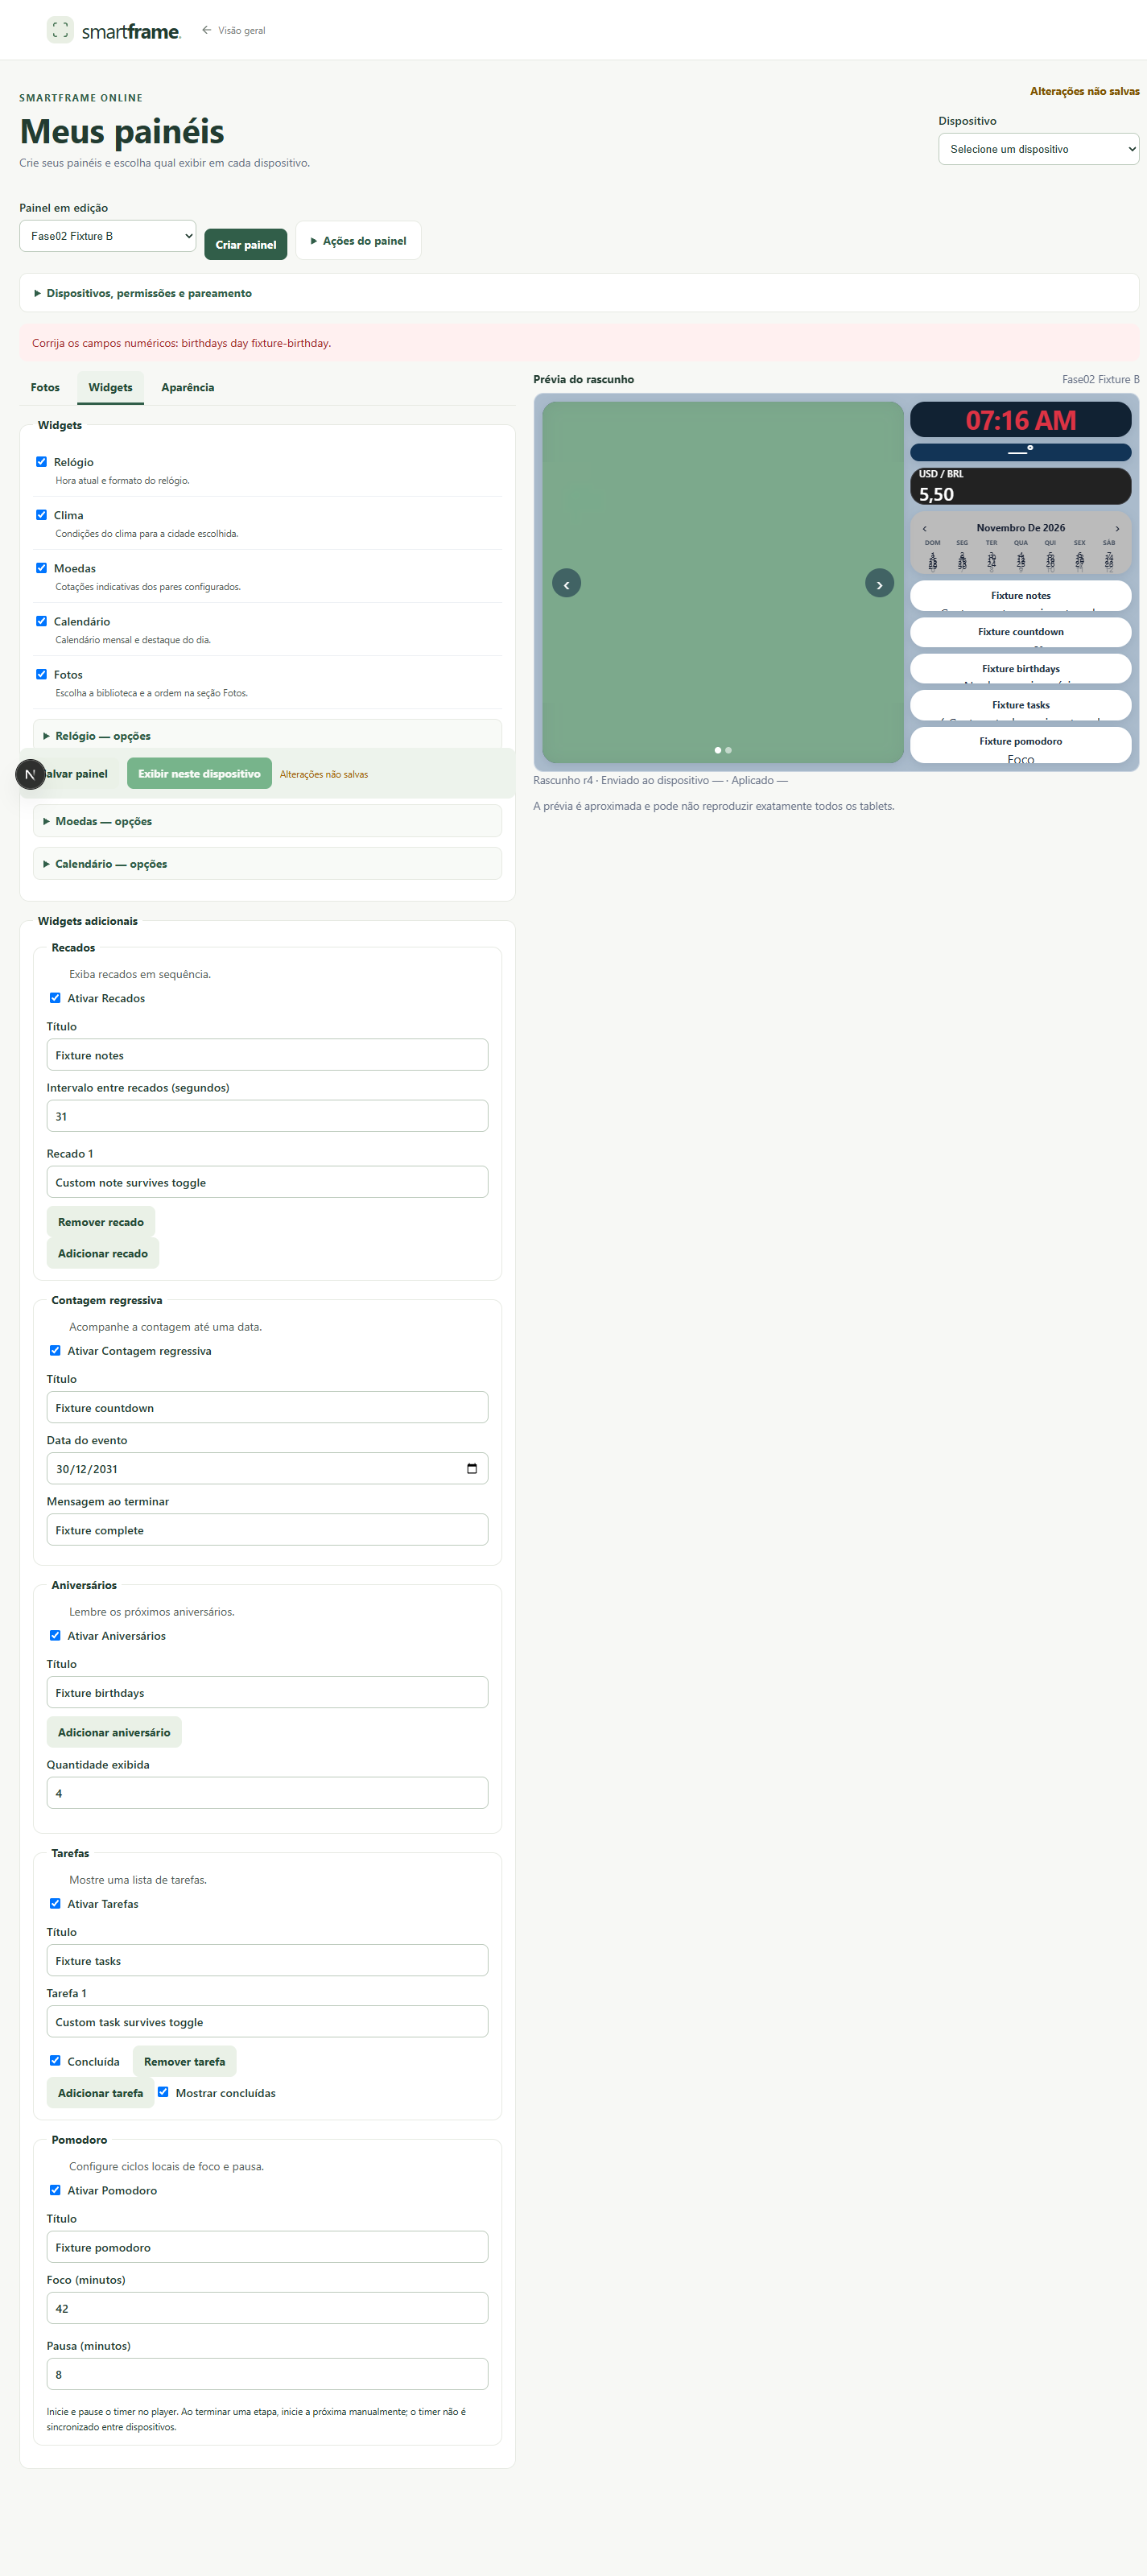 smartframe.
← Visão geral
SMARTFRAME ONLINE
Meus painéis
Crie seus painéis e escolha qual exibir em cada dispositivo.
Alterações não salvas
Dispositivo
Selecione um dispositivo
Painel em edição
Fase02 Fixture B
Criar painel
Ações do painel
Dispositivos, permissões e pareamento
Corrija os campos numéricos: birthdays day fixture-birthday.
Fotos
Widgets
Aparência
Widgets
Relógio
Hora atual e formato do relógio.
Clima
Condições do clima para a cidade escolhida.
Moedas
Cotações indicativas dos pares configurados.
Calendário
Calendário mensal e destaque do dia.
Fotos
Escolha a biblioteca e a ordem na seção Fotos.
Relógio — opções
alvar painel
Exibir neste dispositivo
Alterações não salvas
N
Moedas — opções
Calendário — opções
Widgets adicionais
Recados
Exiba recados em sequência.
Ativar Recados
Título
Fixture notes
Intervalo entre recados (segundos)
31
Recado 1
Custom note survives toggle
Remover recado
Adicionar recado
Contagem regressiva
Acompanhe a contagem até uma data.
Ativar Contagem regressiva
Título
Fixture countdown
Data do evento
30/12/2031
Mensagem ao terminar
Fixture complete
Aniversários
Lembre os próximos aniversários.
Ativar Aniversários
Título
Fixture birthdays
Adicionar aniversário
Quantidade exibida
4
Tarefas
Mostre uma lista de tarefas.
Ativar Tarefas
Título
Fixture tasks
Tarefa 1
Custom task survives toggle
Concluída
Remover tarefa
Adicionar tarefa
Mostrar concluídas
Pomodoro
Configure ciclos locais de foco e pausa.
Ativar Pomodoro
Título
Fixture pomodoro
Foco (minutos)
42
Pausa (minutos)
8
Inicie e pause o timer no player. Ao terminar uma etapa, inicie a próxima manualmente; o timer não é
sincronizado entre dispositivos.
Prévia do rascunho
Fase02 Fixture B
07:16 AM
—°
USD / BRL
5,50
‹ Novembro De 2026 ›
DOM SEG TER QUA QUI SEX SÁB
Fixture notes
Fixture countdown
Fixture birthdays
Fixture tasks
Fixture pomodoro
Foco
Rascunho r4 · Enviado ao dispositivo — · Aplicado —
A prévia é aproximada e pode não reproduzir exatamente todos os tablets.